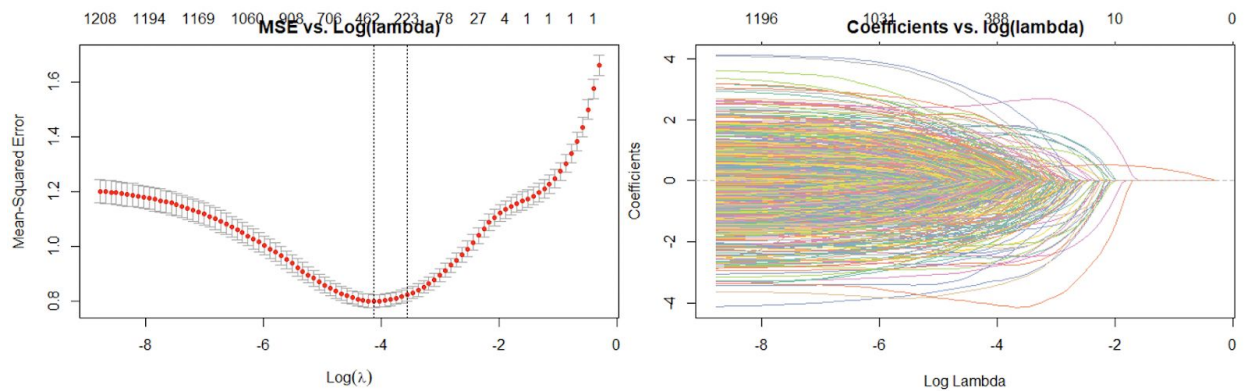 1208 1194 1169 1060 908 706 462 223 78 27 4 1 1 1 1
MSE vs. Log(lambda)
Mean-Squared Error
1.6
1.4
1.2
1.0
0.8
-8 -6 -4 -2 0
Log(λ)
1196 1031 388 10 0
Coefficients vs. log(lambda)
Coefficients
4
2
0
-2
-4
-8 -6 -4 -2 0
Log Lambda